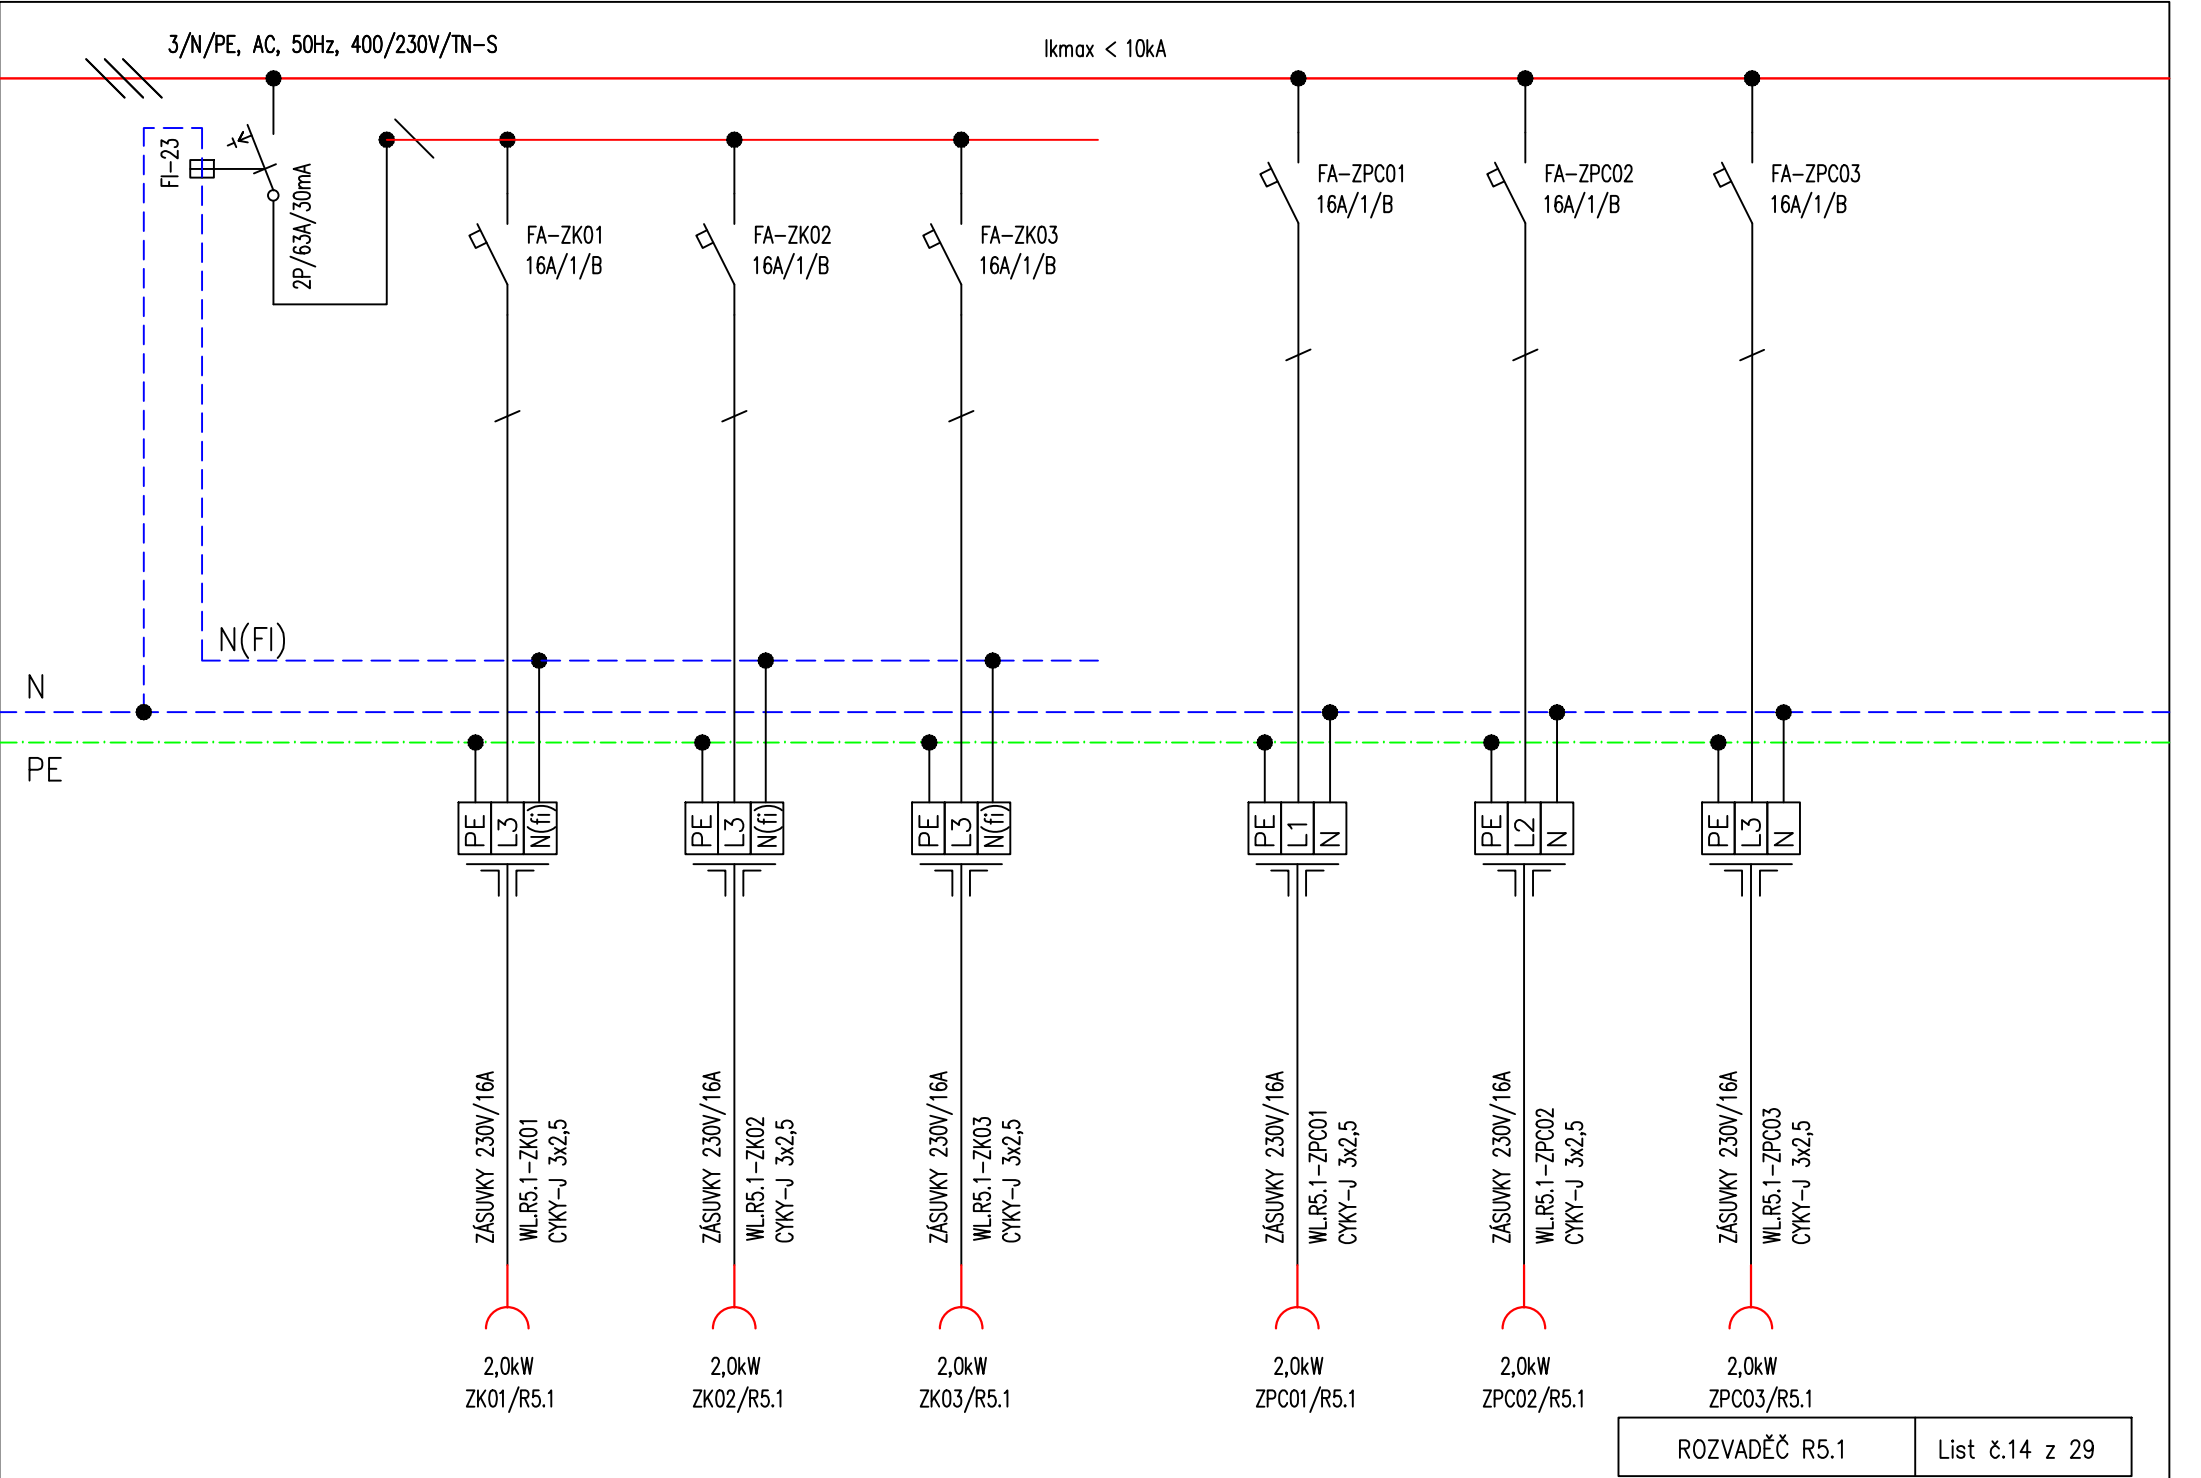 3/N/PE, AC, 50Hz, 400/230V/TN-S
Ikmax < 10kA
FI-23
2P/63A/30mA
FA-ZK01
16A/1/B
FA-ZK02
16A/1/B
FA-ZK03
16A/1/B
FA-ZPC01
16A/1/B
FA-ZPC02
16A/1/B
FA-ZPC03
16A/1/B
N(FI)
N
PE
PE L3 N(fi)
PE L3 N(fi)
PE L3 N(fi)
PE L1 N
PE L2 N
PE L3 N
ZÁSUVKY 230V/16A
WL.R5.1-ZK01
CYKY-J 3x2,5
ZÁSUVKY 230V/16A
WL.R5.1-ZK02
CYKY-J 3x2,5
ZÁSUVKY 230V/16A
WL.R5.1-ZK03
CYKY-J 3x2,5
ZÁSUVKY 230V/16A
WL.R5.1-ZPC01
CYKY-J 3x2,5
ZÁSUVKY 230V/16A
WL.R5.1-ZPC02
CYKY-J 3x2,5
ZÁSUVKY 230V/16A
WL.R5.1-ZPC03
CYKY-J 3x2,5
2,0kW
ZK01/R5.1
2,0kW
ZK02/R5.1
2,0kW
ZK03/R5.1
2,0kW
ZPC01/R5.1
2,0kW
ZPC02/R5.1
2,0kW
ZPC03/R5.1
ROZVADĚČ R5.1
List č.14 z 29